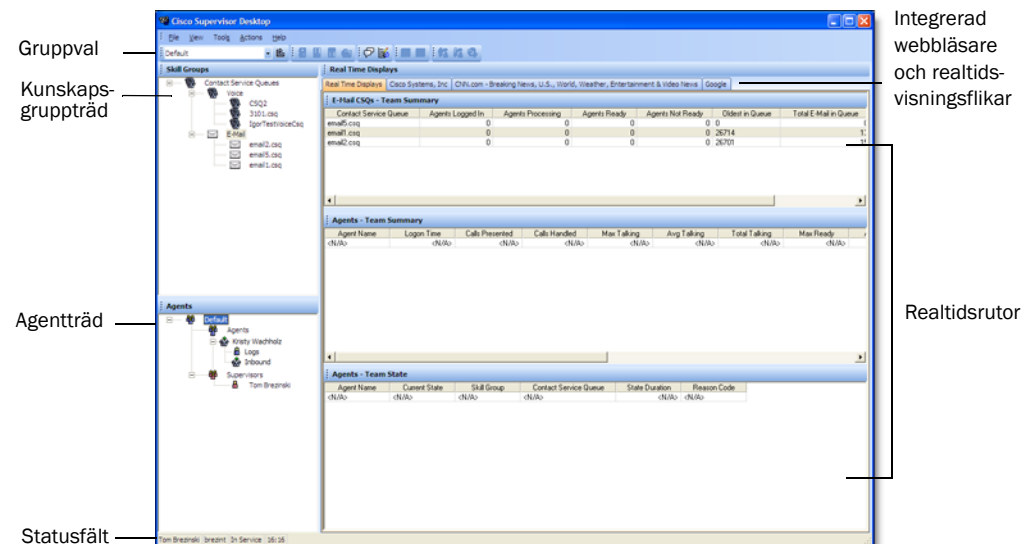 Gruppval
Kunskaps-
gruppträd
Agentträd
Statusfält
Cisco Supervisor Desktop
File View Tools Actions Help
Default
Skill Groups
Contact Service Queues
Voice
CSQ2
3101.csq
IgorTestVoiceCsq
E-Mail
email2.csq
email5.csq
email1.csq
Agents
Default
Agents
Kristy Wachholz
Logs
Inbound
Supervisors
Tom Brezinski
Real Time Displays
Real Time Displays Cisco Systems, Inc CNN.com - Breaking News, U.S., World, Weather, Entertainment & Video News Google
E-Mail CSQs - Team Summary
Contact Service Queue Agents Logged In Agents Processing Agents Ready Agents Not Ready Oldest in Queue Total E-Mail in Queue
email5.csq 0 0 0 0 0
email1.csq 0 0 0 0 26714
email2.csq 0 0 0 0 26701
Agents - Team Summary
Agent Name Logon Time Calls Presented Calls Handled Max Talking Avg Talking Total Talking Max Ready
<N/A> <N/A> <N/A> <N/A> <N/A> <N/A> <N/A> <N/A>
Agents - Team State
Agent Name Current State Skill Group Contact Service Queue State Duration Reason Code
<N/A> <N/A> <N/A> <N/A> <N/A> <N/A>
Tom Brezinski brezint In Service 16:16
Integrerad
webbläsare
och realtids-
visningsflikar
Realtidsrutor